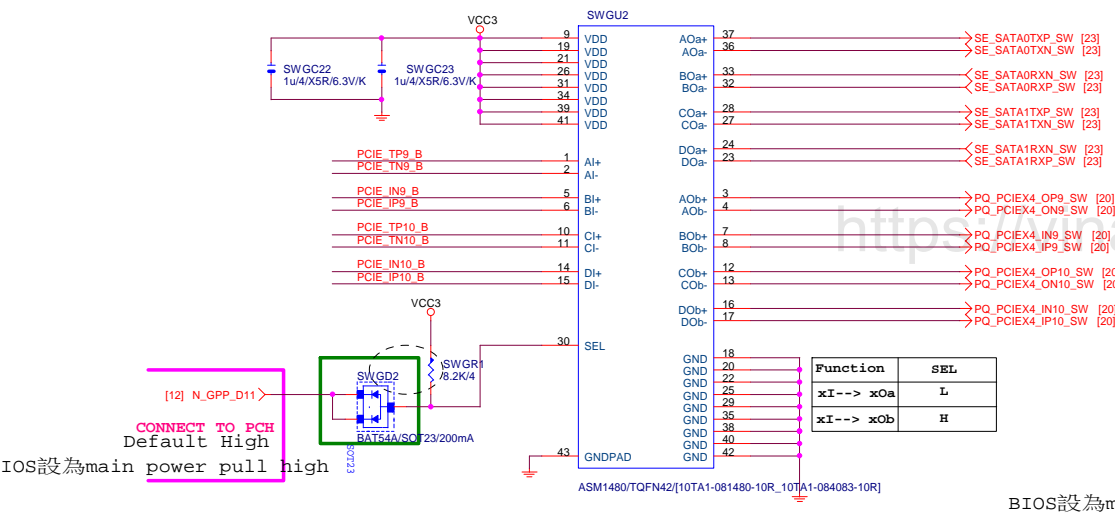 SWGU2
VCC3
SWGC22
1u/4/X5R/6.3V/K
SWGC23
1u/4/X5R/6.3V/K
9 VDD
19 VDD
21 VDD
26 VDD
31 VDD
34 VDD
39 VDD
41 VDD
PCIE_TP9_B 1 AI+
PCIE_TN9_B 2 AI-
PCIE_IN9_B 5 BI+
PCIE_IP9_B 6 BI-
PCIE_TP10_B 10 CI+
PCIE_TN10_B 11 CI-
PCIE_IN10_B 14 DI+
PCIE_IP10_B 15 DI-
AOa+ 37 SE_SATA0TXP_SW [23]
AOa- 36 SE_SATA0TXN_SW [23]
BOa+ 33 SE_SATA0RXN_SW [23]
BOa- 32 SE_SATA0RXP_SW [23]
COa+ 28 SE_SATA1TXP_SW [23]
COa- 27 SE_SATA1TXN_SW [23]
DOa+ 24 SE_SATA1RXN_SW [23]
DOa- 23 SE_SATA1RXP_SW [23]
AOb+ 3 PQ_PCIEX4_OP9_SW [20]
AOb- 4 PQ_PCIEX4_ON9_SW [20]
BOb+ 7 PQ_PCIEX4_IN9_SW [20]
BOb- 8 PQ_PCIEX4_IP9_SW [20]
COb+ 12 PQ_PCIEX4_OP10_SW [20
COb- 13 PQ_PCIEX4_ON10_SW [20
DOb+ 16 PQ_PCIEX4_IN10_SW [20]
DOb- 17 PQ_PCIEX4_IP10_SW [20]
https://vina
VCC3
30 SEL
SWGR1
8.2K/4
SWGD2
[12] N_GPP_D11
BAT54A/SOT23/200mA
SOT23
CONNECT TO PCH
Default High
IOS設為main power pull high
GND 18
GND 20
GND 22
GND 25
GND 29
GND 35
GND 38
GND 40
GND 42
43 GNDPAD
Function SEL
xI--> xOa L
xI--> xOb H
ASM1480/TQFN42/[10TA1-081480-10R_10TA1-084083-10R]
BIOS設為m